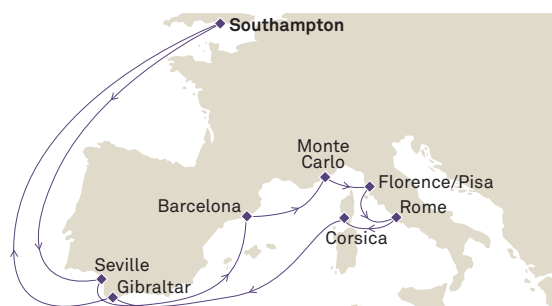 Southampton
Monte
Carlo
Florence/Pisa
Barcelona
Rome
Corsica
Seville
Gibraltar